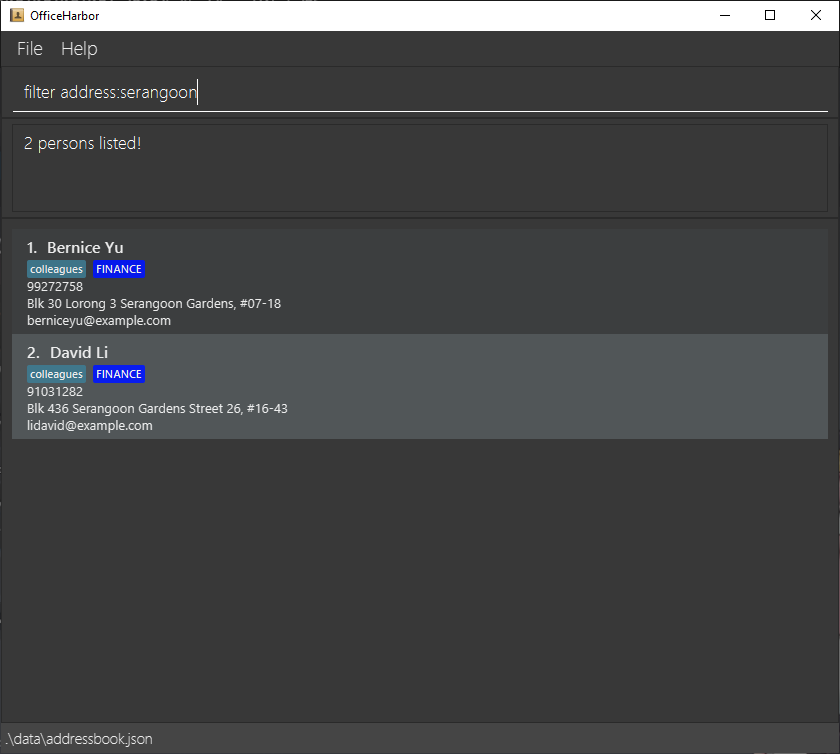 OfficeHarbor
File Help
filter address:serangoon
2 persons listed!
1. Bernice Yu
colleagues FINANCE
99272758
Blk 30 Lorong 3 Serangoon Gardens, #07-18
berniceyu@example.com
2. David Li
colleagues FINANCE
91031282
Blk 436 Serangoon Gardens Street 26, #16-43
lidavid@example.com
.\data\addressbook.json